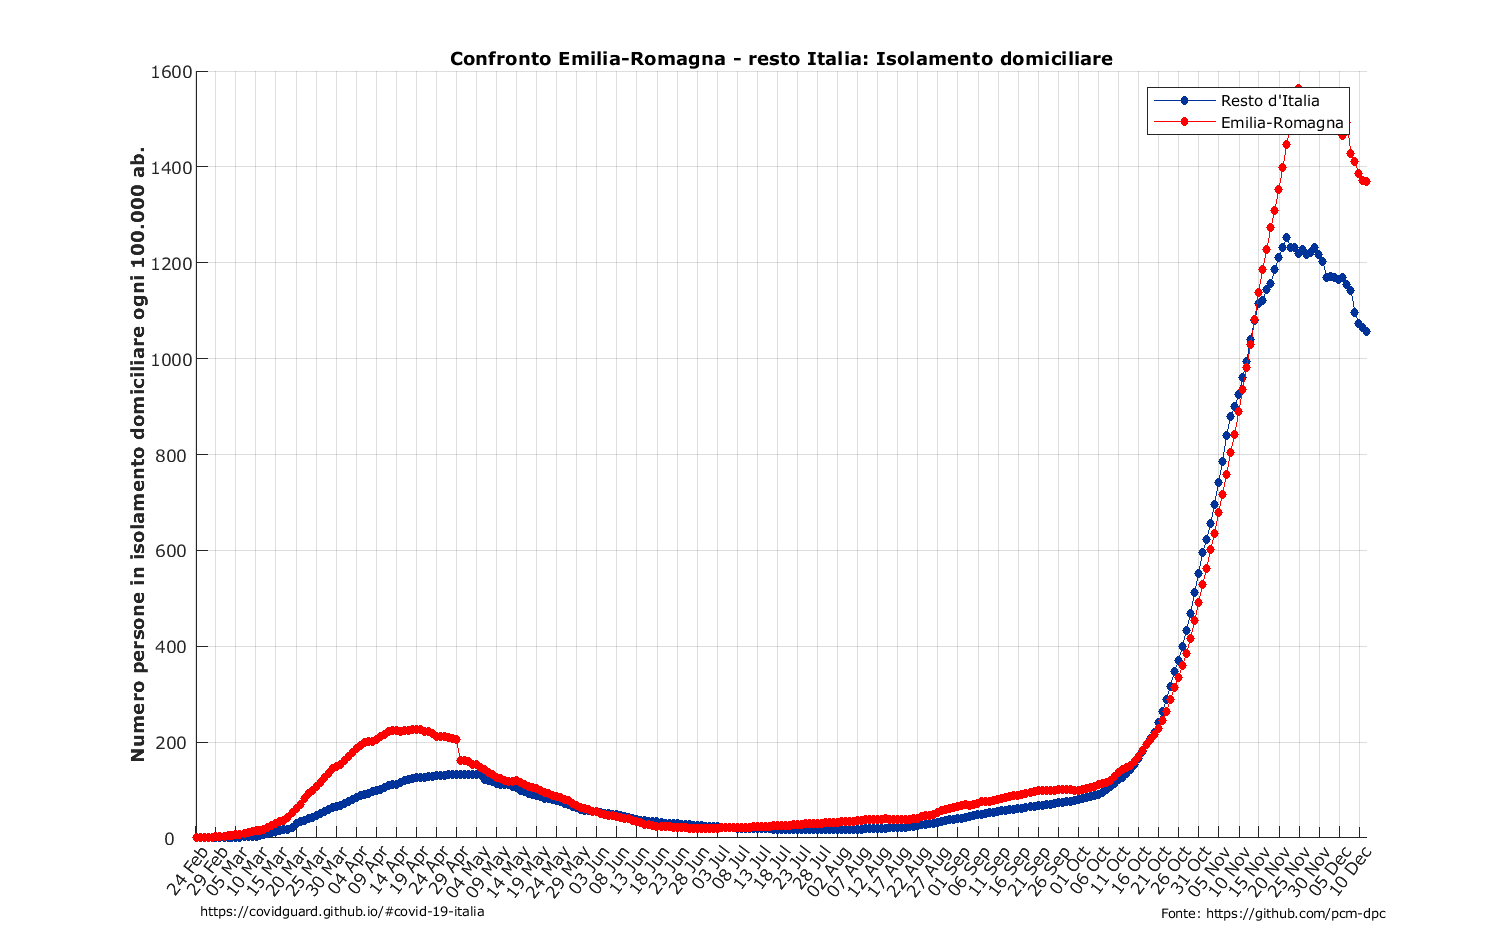 Confronto Emilia-Romagna - resto Italia: Isolamento domiciliare
Numero persone in isolamento domiciliare ogni 100.000 ab.
1600
1400
1200
1000
800
600
400
200
0
Resto d'Italia
Emilia-Romagna
24 Feb
29 Feb
05 Mar
10 Mar
15 Mar
20 Mar
25 Mar
30 Mar
04 Apr
09 Apr
14 Apr
19 Apr
24 Apr
29 Apr
04 May
09 May
14 May
19 May
24 May
29 May
03 Jun
08 Jun
13 Jun
18 Jun
23 Jun
28 Jun
03 Jul
08 Jul
13 Jul
18 Jul
23 Jul
28 Jul
02 Aug
07 Aug
12 Aug
17 Aug
22 Aug
27 Aug
01 Sep
06 Sep
11 Sep
16 Sep
21 Sep
26 Sep
01 Oct
06 Oct
11 Oct
16 Oct
21 Oct
26 Oct
31 Oct
05 Nov
10 Nov
15 Nov
20 Nov
25 Nov
30 Nov
05 Dec
10 Dec
https://covidguard.github.io/#covid-19-italia
Fonte: https://github.com/pcm-dpc